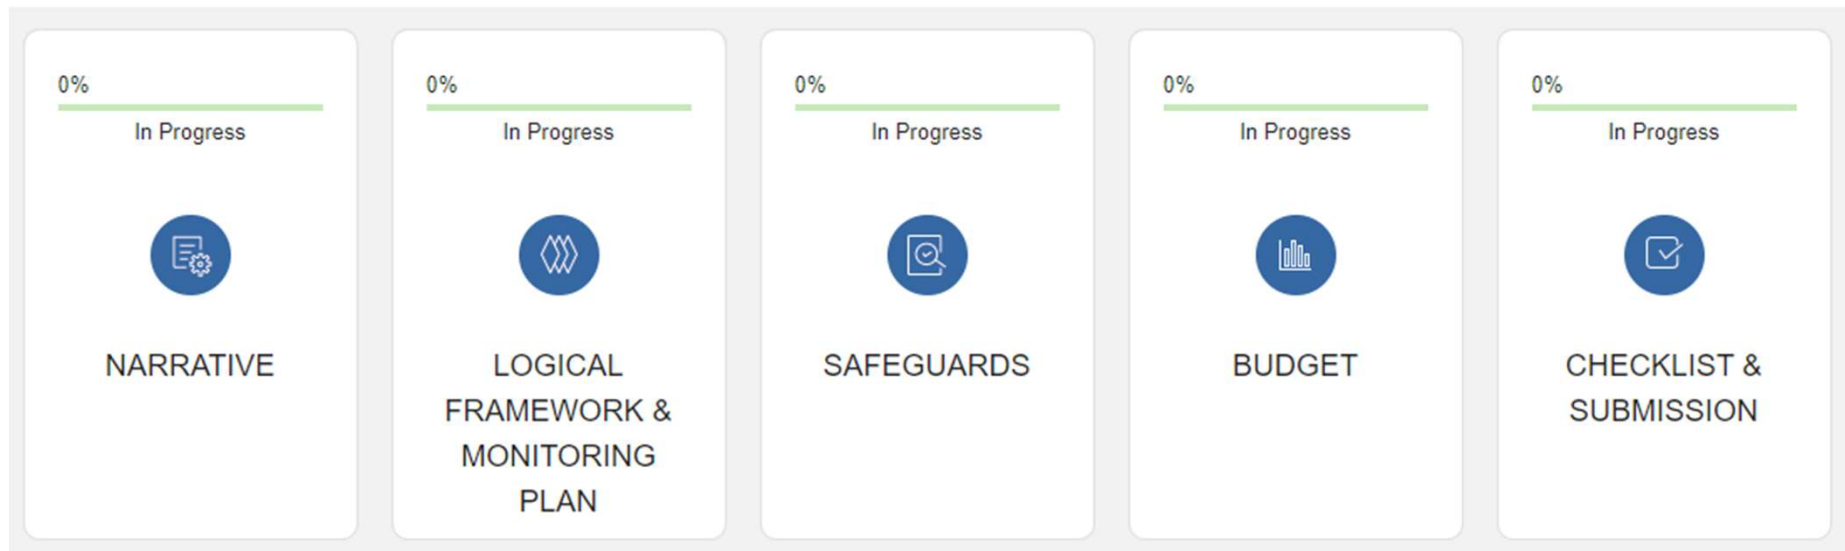 0%
In Progress
NARRATIVE
0%
In Progress
LOGICAL
FRAMEWORK &
MONITORING
PLAN
0%
In Progress
SAFEGUARDS
0%
In Progress
BUDGET
0%
In Progress
CHECKLIST &
SUBMISSION